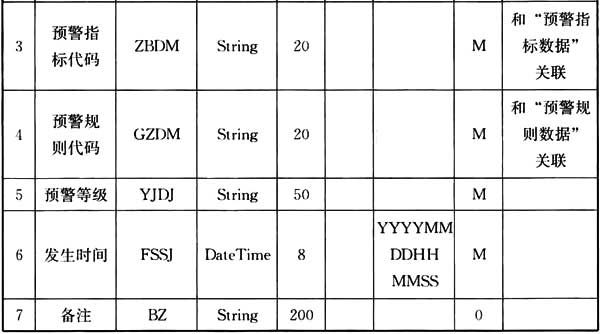 3 预警指标代码 ZBDM String 20 M 和“预警指标数据”关联
4 预警规则代码 GZDM String 20 M 和“预警规则数据”关联
5 预警等级 YJDJ String 50 M
6 发生时间 FSSJ DateTime 8 YYYYMMDDHHMMSS M
7 备注 BZ String 200 0